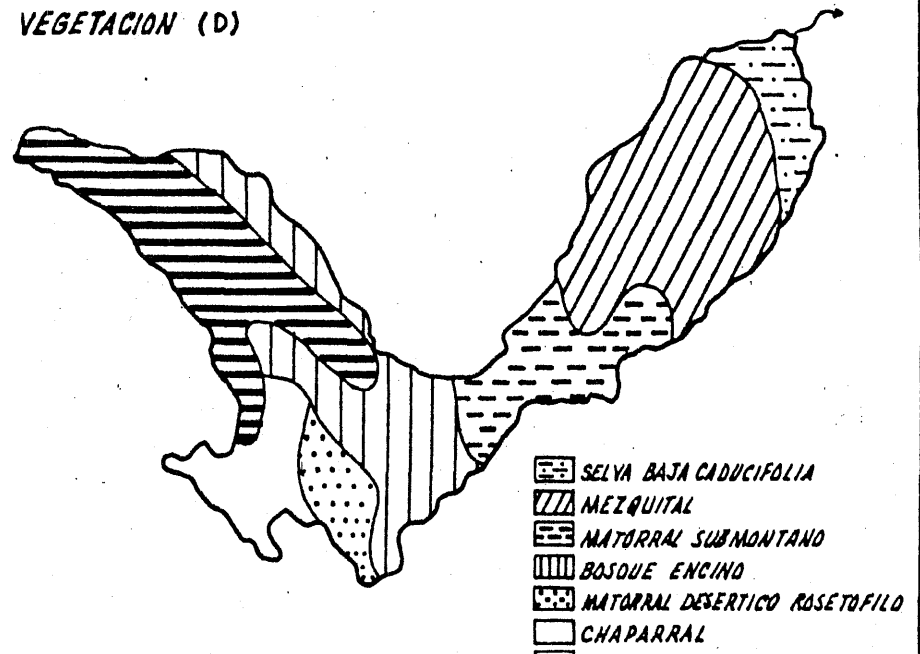 VEGETACION (D)
SELVA BAJA CADUCIFOLIA
MEZQUITAL
MATORRAL SUBMONTANO
BOSQUE ENCINO
MATORRAL DESERTICO ROSETOFILO
CHAPARRAL